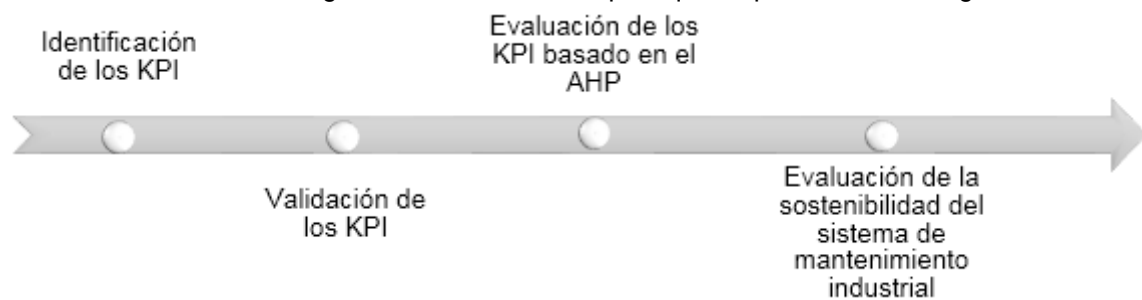 Identificación
de los KPI
Validación de
los KPI
Evaluación de los
KPI basado en el
AHP
Evaluación de la
sostenibilidad del
sistema de
mantenimiento
industrial